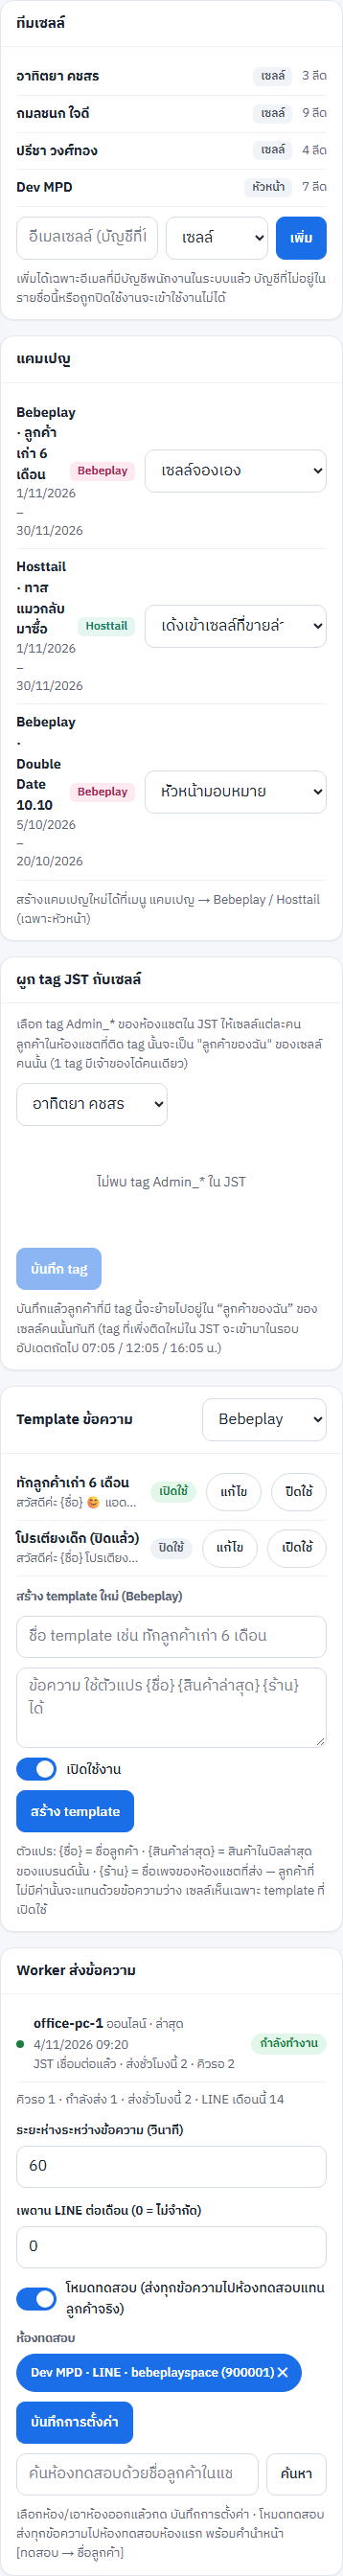 ทีมเซลล์
อาทิตยา คชสร เซลล์ 3 ลีด
กมลชนก ใจดี เซลล์ 9 ลีด
ปรีชา วงศ์ทอง เซลล์ 4 ลีด
Dev MPD หัวหน้า 7 ลีด
อีเมลเซลล์ (บัญชีที่ เซลล์ เพิ่ม
เพิ่มได้เฉพาะอีเมลที่มีบัญชีพนักงานในระบบแล้ว บัญชีที่ไม่อยู่ใน
รายชื่อนี้หรือถูกปิดใช้งานจะเข้าใช้งานไม่ได้
แคมเปญ
Bebeplay
· ลูกค้า
เก่า 6
เดือน
1/11/2026
–
30/11/2026
Bebeplay เซลล์จองเอง
Hosttail
· ทาส
แมวกลับ
มาซื้อ
1/11/2026
–
30/11/2026
Hosttail เด้งเข้าเซลล์ที่ขายล่า
Bebeplay
·
Double
Date
10.10
5/10/2026
–
20/10/2026
Bebeplay หัวหน้ามอบหมาย
สร้างแคมเปญใหม่ได้ที่เมนู แคมเปญ → Bebeplay / Hosttail
(เฉพาะหัวหน้า)
ผูก tag JST กับเซลล์
เลือก tag Admin_* ของห้องแชตใน JST ให้เซลล์แต่ละคน
ลูกค้าในห้องแชตที่ติด tag นั้นจะเป็น "ลูกค้าของฉัน" ของเซลล์
คนนั้น (1 tag มีเจ้าของได้คนเดียว)
อาทิตยา คชสร
ไม่พบ tag Admin_* ใน JST
บันทึก tag
บันทึกแล้วลูกค้าที่มี tag นี้จะย้ายไปอยู่ใน “ลูกค้าของฉัน” ของ
เซลล์คนนั้นทันที (tag ที่เพิ่งติดใหม่ใน JST จะเข้ามาในรอบ
อัปเดตถัดไป 07:05 / 12:05 / 16:05 น.)
Template ข้อความ Bebeplay
ทักลูกค้าเก่า 6 เดือน
สวัสดีค่ะ {ชื่อ} 😊 แอด...
เปิดใช้ แก้ไข ปิดใช้
โปรเตียงเด็ก (ปิดแล้ว)
สวัสดีค่ะ {ชื่อ} โปรเตียง...
ปิดใช้ แก้ไข เปิดใช้
สร้าง template ใหม่ (Bebeplay)
ชื่อ template เช่น ทักลูกค้าเก่า 6 เดือน
ข้อความ ใช้ตัวแปร {ชื่อ} {สินค้าล่าสุด} {ร้าน}
ได้
เปิดใช้งาน
สร้าง template
ตัวแปร: {ชื่อ} = ชื่อลูกค้า · {สินค้าล่าสุด} = สินค้าในบิลล่าสุด
ของแบรนด์นั้น · {ร้าน} = ชื่อเพจของห้องแชตที่ส่ง — ลูกค้าที่
ไม่มีค่านั้นจะแทนด้วยข้อความว่าง เซลล์เห็นเฉพาะ template ที่
เปิดใช้
Worker ส่งข้อความ
office-pc-1 ออนไลน์ · ล่าสุด
4/11/2026 09:20
JST เชื่อมต่อแล้ว · ส่งชั่วโมงนี้ 2 · คิวรอ 2
กำลังทำงาน
คิวรอ 1 · กำลังส่ง 1 · ส่งชั่วโมงนี้ 2 · LINE เดือนนี้ 14
ระยะห่างระหว่างข้อความ (วินาที)
60
เพดาน LINE ต่อเดือน (0 = ไม่จำกัด)
0
โหมดทดสอบ (ส่งทุกข้อความไปห้องทดสอบแทน
ลูกค้าจริง)
ห้องทดสอบ
Dev MPD · LINE · bebeplayspace (900001) ✕
บันทึกการตั้งค่า
ค้นห้องทดสอบด้วยชื่อลูกค้าในแช ค้นหา
เลือกห้อง/เอาห้องออกแล้วกด บันทึกการตั้งค่า · โหมดทดสอบ
ส่งทุกข้อความไปห้องทดสอบห้องแรก พร้อมคำนำหน้า
[ทดสอบ → ชื่อลูกค้า]